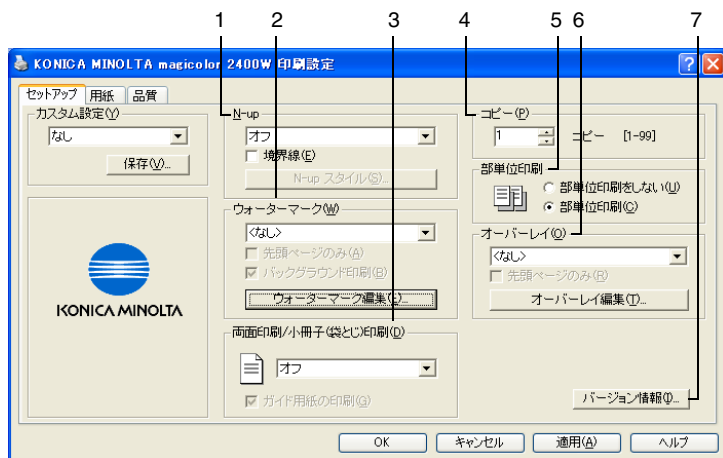 1 2 3 4 5 6 7
KONICA MINOLTA magicolor 2400W 印刷設定
セットアップ 用紙 品質
カスタム設定(Y)
なし
保存(V)...
KONICA MINOLTA
N-up
オフ
境界線(E)
N-up スタイル(S)...
ウォーターマーク(W)
<なし>
先頭ページのみ(A)
バックグラウンド印刷(B)
ウォーターマーク編集(E)...
両面印刷/小冊子(袋とじ)印刷(D)
オフ
ガイド用紙の印刷(G)
コピー(P)
1 コピー [1-99]
部単位印刷
部単位印刷をしない(U)
部単位印刷(C)
オーバーレイ(O)
<なし>
先頭ページのみ(R)
オーバーレイ編集(T)...
バージョン情報(I)...
OK キャンセル 適用(A) ヘルプ